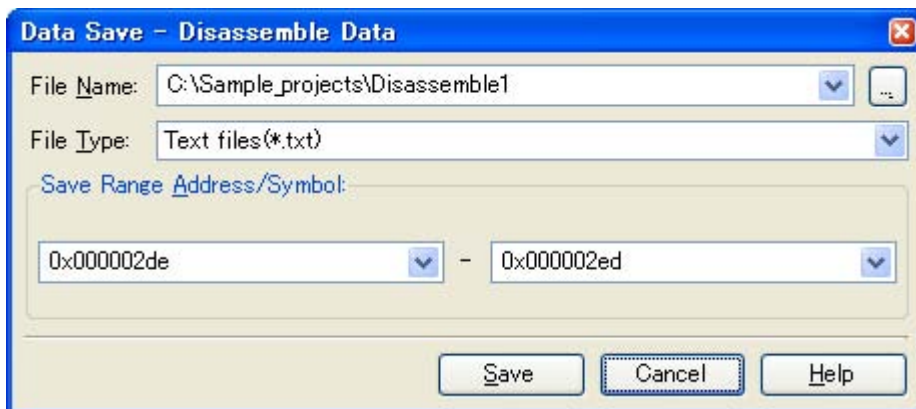 Data Save - Disassemble Data
File Name: C:\Sample_projects\Disassemble1 ...
File Type: Text files(*.txt)
Save Range Address/Symbol:
0x000002de - 0x000002ed
Save Cancel Help